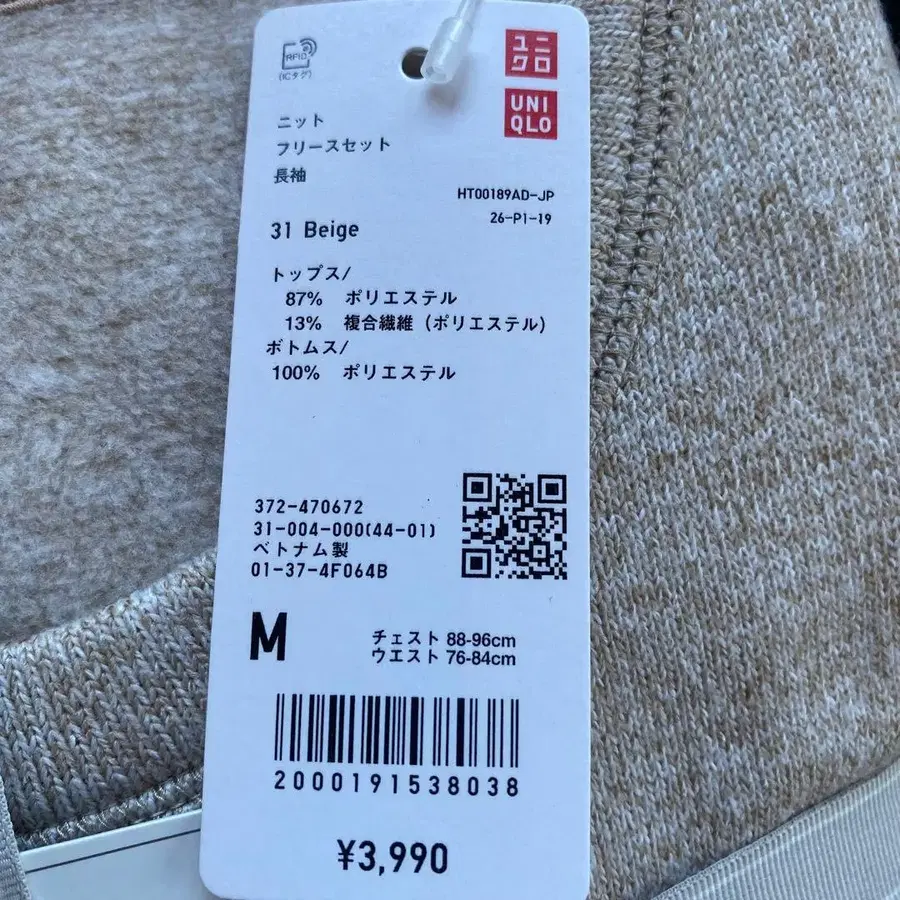 RFID
(ICタグ)
ユニ
クロ
UNI
QLO
ニット
フリースセット
長袖
HT00189AD-JP
26-P1-19
31 Beige
トップス/
87% ポリエステル
13% 複合繊維 (ポリエステル)
ボトムス/
100% ポリエステル
372-470672
31-004-000(44-01)
ベトナム製
01-37-4F064B
M
チェスト 88-96cm
ウエスト 76-84cm
2000191538038
¥3,990